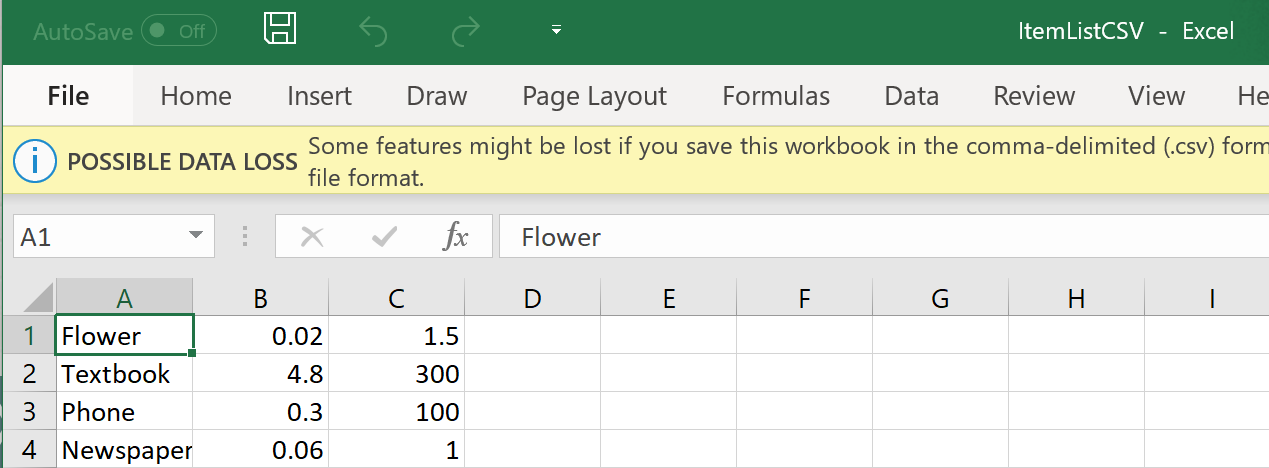 AutoSave Off ItemListCSV - Excel
File Home Insert Draw Page Layout Formulas Data Review View He
POSSIBLE DATA LOSS Some features might be lost if you save this workbook in the comma-delimited (.csv) form
file format.
A1 fx Flower
A B C D E F G H I
1 Flower 0.02 1.5
2 Textbook 4.8 300
3 Phone 0.3 100
4 Newspaper 0.06 1